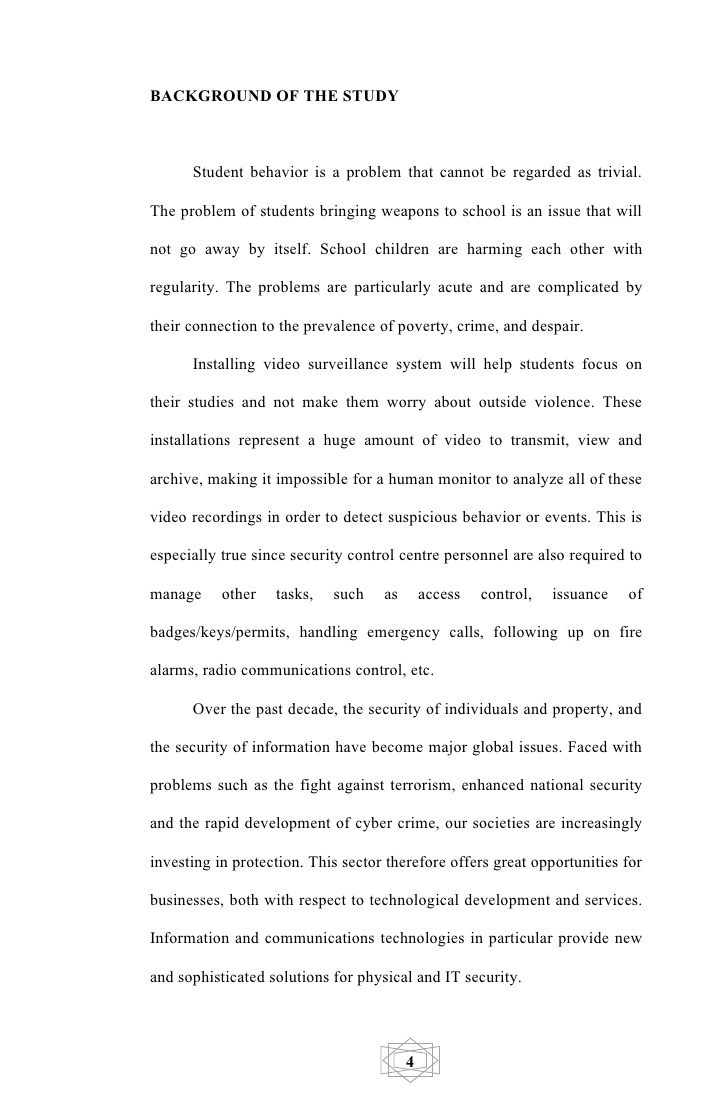 BACKGROUND OF THE STUDY
Student behavior is a problem that cannot be regarded as trivial.
The problem of students bringing weapons to school is an issue that will
not go away by itself. School children are harming each other with
regularity. The problems are particularly acute and are complicated by
their connection to the prevalence of poverty, crime, and despair.
Installing video surveillance system will help students focus on
their studies and not make them worry about outside violence. These
installations represent a huge amount of video to transmit, view and
archive, making it impossible for a human monitor to analyze all of these
video recordings in order to detect suspicious behavior or events. This is
especially true since security control centre personnel are also required to
manage other tasks, such as access control, issuance of
badges/keys/permits, handling emergency calls, following up on fire
alarms, radio communications control, etc.
Over the past decade, the security of individuals and property, and
the security of information have become major global issues. Faced with
problems such as the fight against terrorism, enhanced national security
and the rapid development of cyber crime, our societies are increasingly
investing in protection. This sector therefore offers great opportunities for
businesses, both with respect to technological development and services.
Information and communications technologies in particular provide new
and sophisticated solutions for physical and IT security.
4